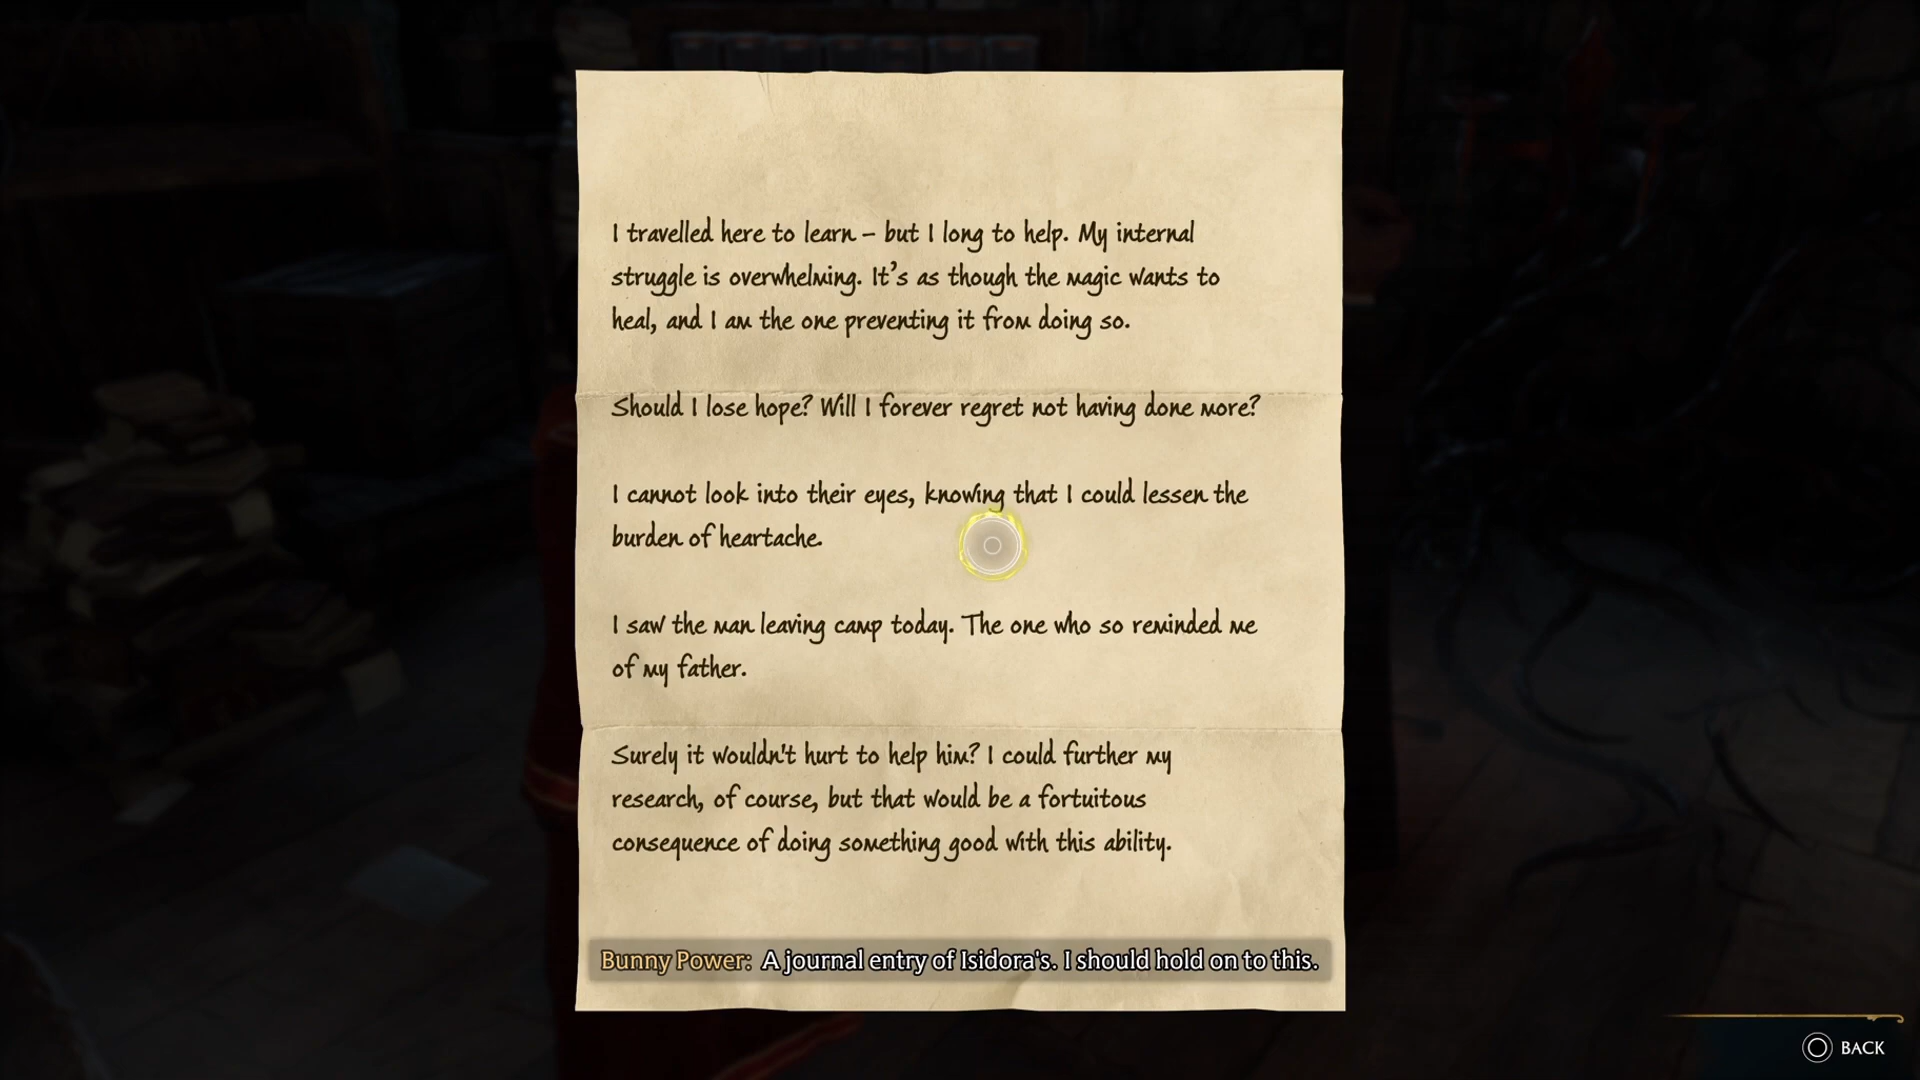 I travelled here to learn – but I long to help. My internal
struggle is overwhelming. It's as though the magic wants to
heal, and I am the one preventing it from doing so.
Should I lose hope? Will I forever regret not having done more?
I cannot look into their eyes, knowing that I could lessen the
burden of heartache.
I saw the man leaving camp today. The one who so reminded me
of my father.
Surely it wouldn't hurt to help him? I could further my
research, of course, but that would be a fortuitous
consequence of doing something good with this ability.
Bunny Power: A journal entry of Isidora's. I should hold on to this.
BACK